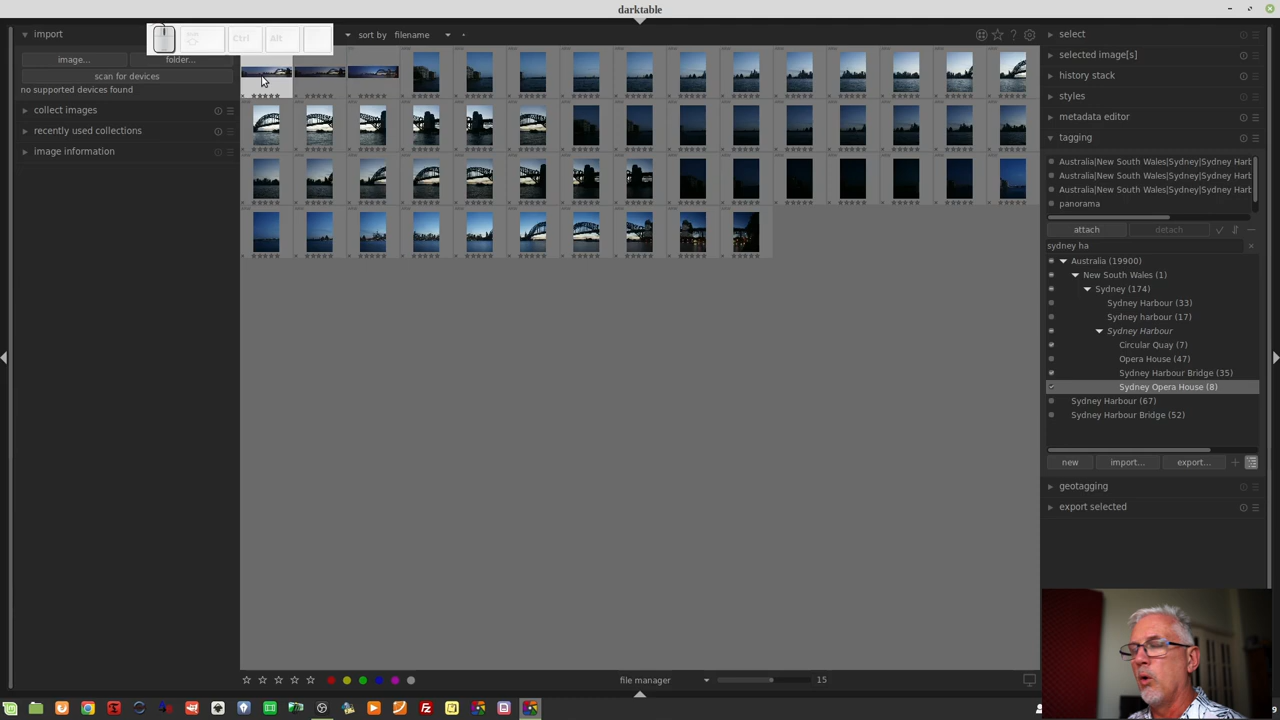 darktable
import
Ctrl
Alt
sort by filename
image...
folder...
scan for devices
no supported devices found
collect images
recently used collections
image information
select
selected image[s]
history stack
styles
metadata editor
tagging
Australia|New South Wales|Sydney|Sydney Hart
Australia|New South Wales|Sydney|Sydney Hart
Australia|New South Wales|Sydney|Sydney Hart
panorama
attach
detach
sydney ha
Australia (19900)
New South Wales (1)
Sydney (174)
Sydney Harbour (33)
Sydney harbour (17)
Sydney Harbour
Circular Quay (7)
Opera House (47)
Sydney Harbour Bridge (35)
Sydney Opera House (8)
Sydney Harbour (67)
Sydney Harbour Bridge (52)
new
import...
export...
geotagging
export selected
file manager
15